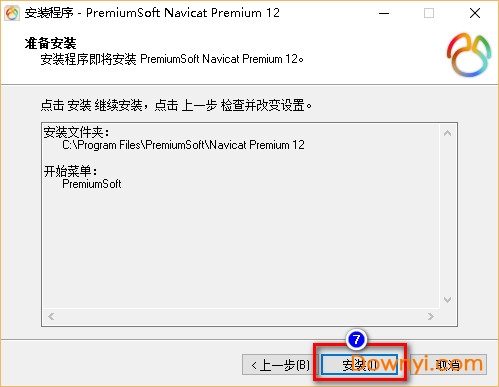 安装程序 - PremiumSoft Navicat Premium 12
准备安装
安装程序即将安装 PremiumSoft Navicat Premium 12。
点击 安装 继续安装，点击 上一步 检查并改变设置。
安装文件夹：
C:\Program Files\PremiumSoft\Navicat Premium 12
开始菜单：
PremiumSoft
7
<上一步(B)
安装(I)
取消
Downyi.com